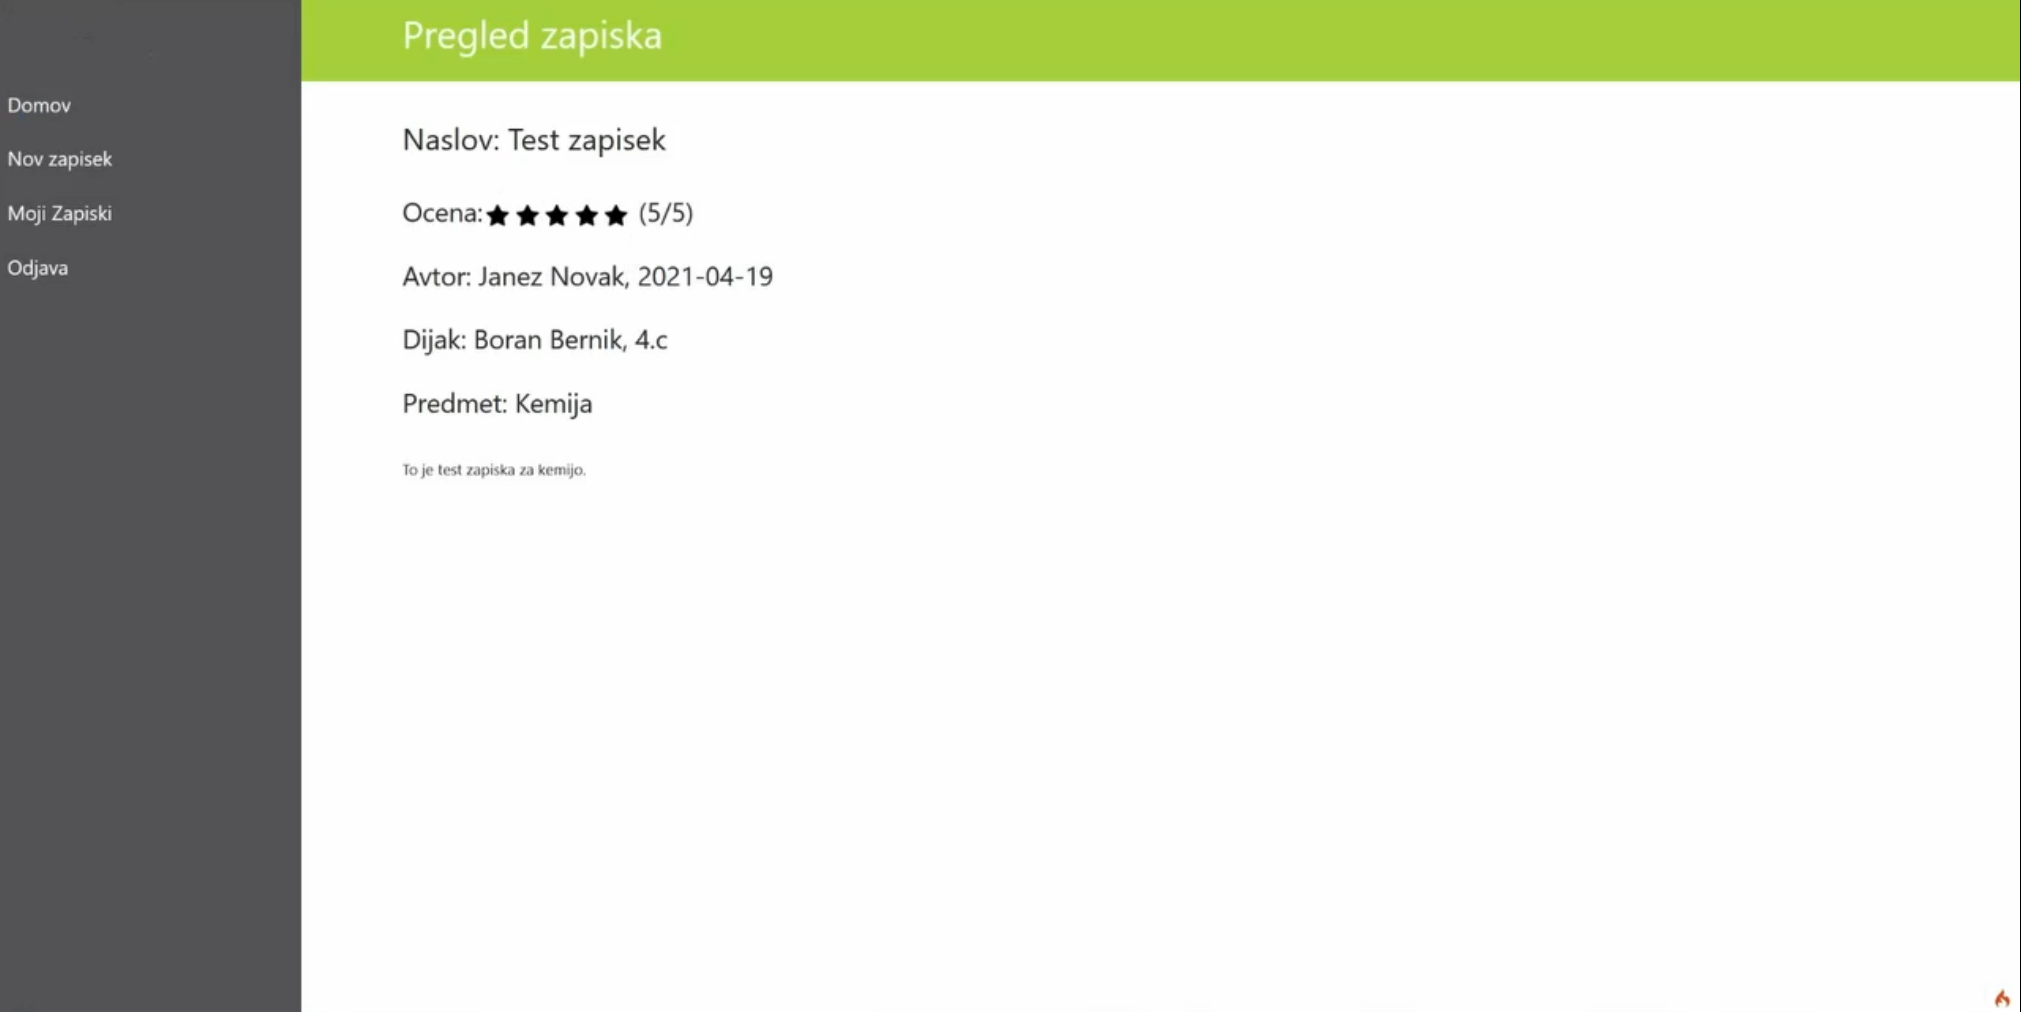 Pregled zapiska
Domov
Nov zapisek
Moji Zapiski
Odjava
Naslov: Test zapisek
Ocena:★ ★ ★ ★ ★ (5/5)
Avtor: Janez Novak, 2021-04-19
Dijak: Boran Bernik, 4.c
Predmet: Kemija
To je test zapiska za kemijo.